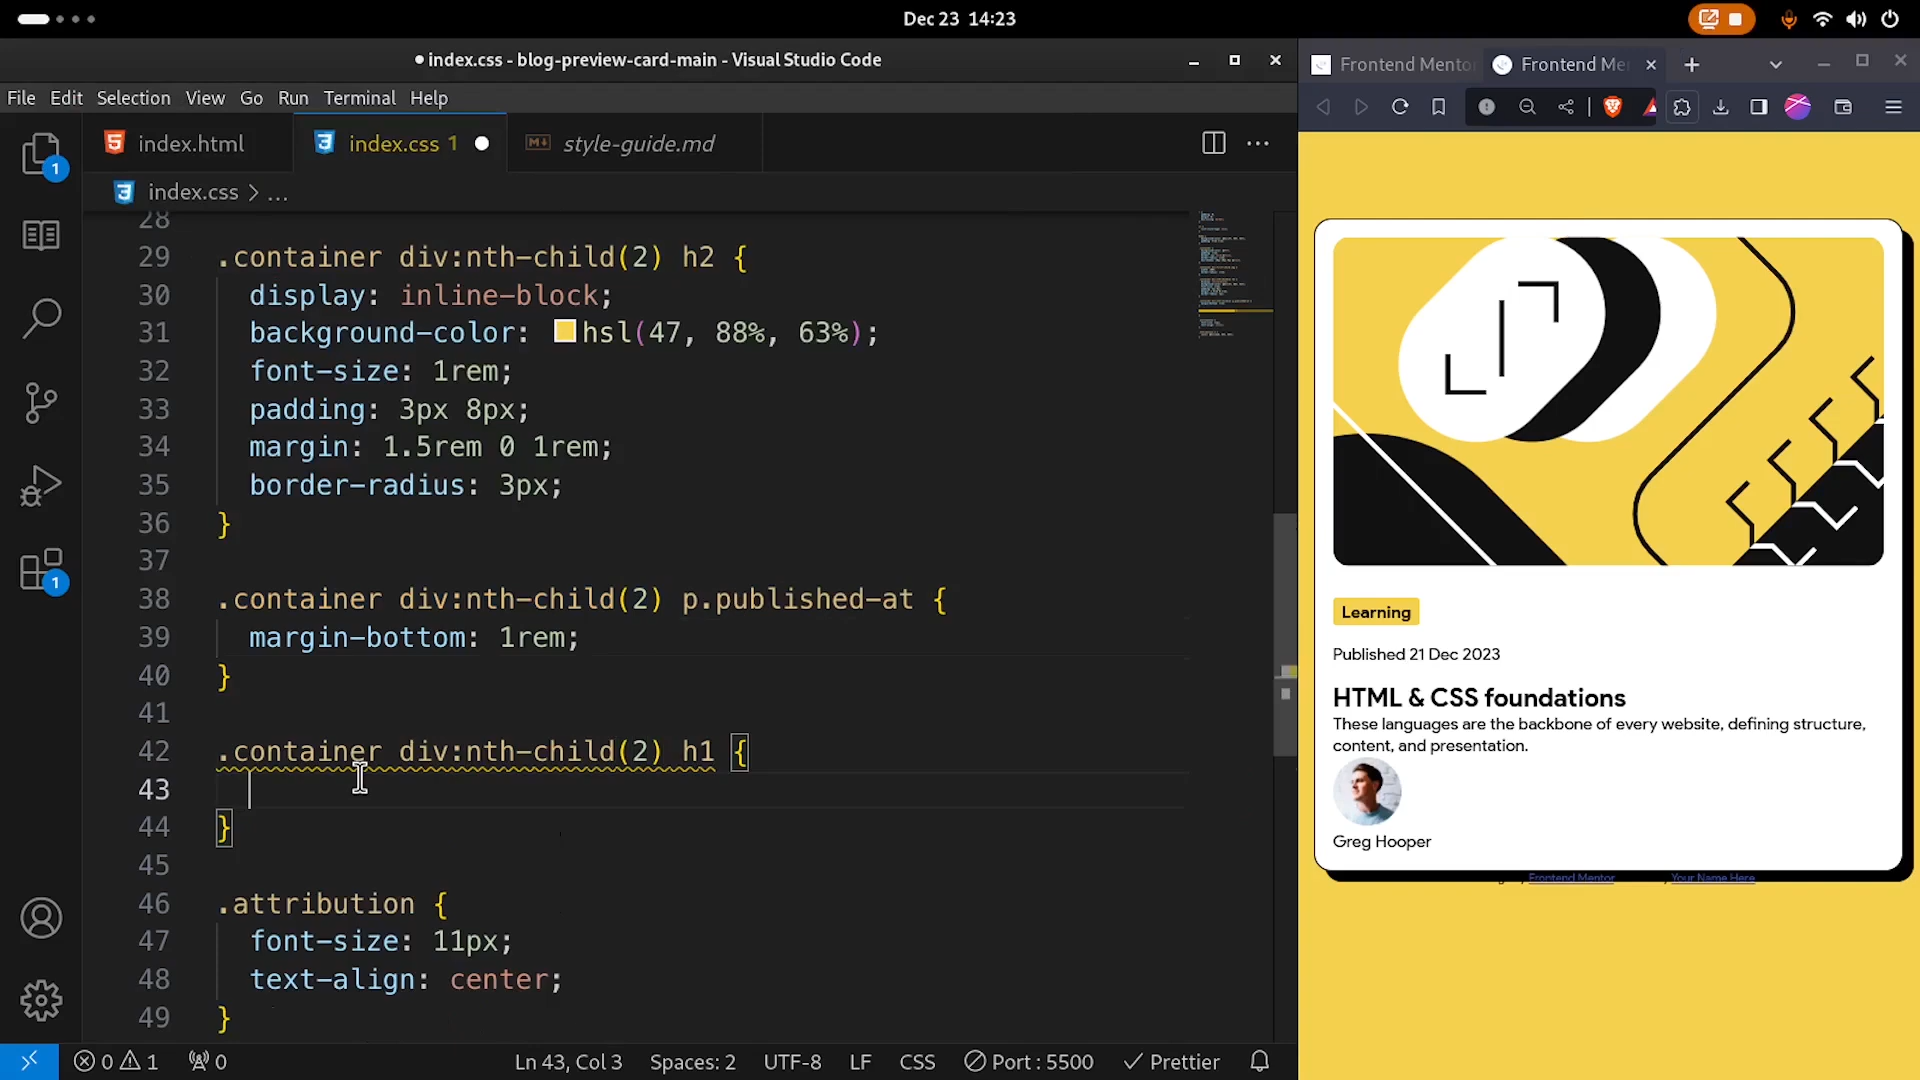 Dec 23 14:23
index.css - blog-preview-card-main - Visual Studio Code
File Edit Selection View Go Run Terminal Help
index.html
index.css 1
style-guide.md
index.css > ...
28
29 .container div:nth-child(2) h2 {
30 display: inline-block;
31 background-color: hsl(47, 88%, 63%);
32 font-size: 1rem;
33 padding: 3px 8px;
34 margin: 1.5rem 0 1rem;
35 border-radius: 3px;
36 }
37
38 .container div:nth-child(2) p.published-at {
39 margin-bottom: 1rem;
40 }
41
42 .container div:nth-child(2) h1 {
43
44 }
45
46 .attribution {
47 font-size: 11px;
48 text-align: center;
49 }
1
1
0 1 0
Ln 43, Col 3 Spaces: 2 UTF-8 LF CSS Port : 5500 Prettier
Frontend Mento
Frontend Me
Learning
Published 21 Dec 2023
HTML & CSS foundations
These languages are the backbone of every website, defining structure,
content, and presentation.
Greg Hooper
Frontend Mentor
Your Name Here